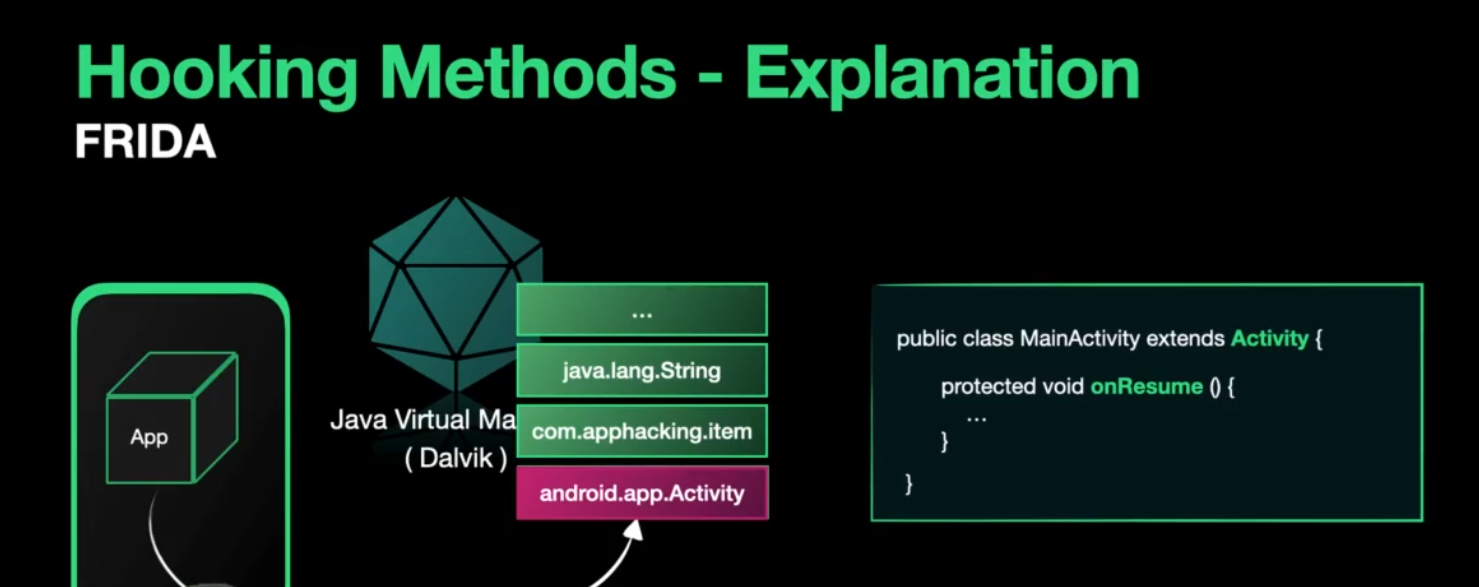 Hooking Methods - Explanation
FRIDA
App
Java Virtual Ma
( Dalvik )
...
java.lang.String
com.apphacking.item
android.app.Activity
public class MainActivity extends Activity {
protected void onResume () {
...
}
}